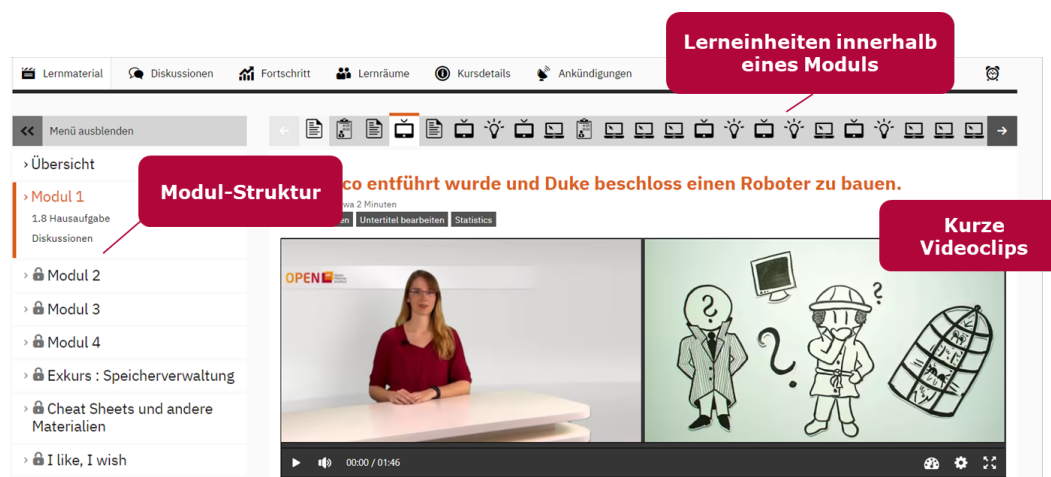 Lerneinheiten innerhalb
eines Moduls
Lernmaterial Diskussionen Fortschritt Lernräume Kursdetails Ankündigungen
Menü ausblenden
Übersicht
Modul 1
1.8 Hausaufgabe
Diskussionen
Modul-Struktur
Modul 2
Modul 3
Modul 4
Exkurs : Speicherverwaltung
Cheat Sheets und andere
Materialien
I like, I wish
co entführt wurde und Duke beschloss einen Roboter zu bauen.
wa 2 Minuten
en Untertitel bearbeiten Statistics
Kurze
Videoclips
OPEN
? ? ?
00:00 / 01:46